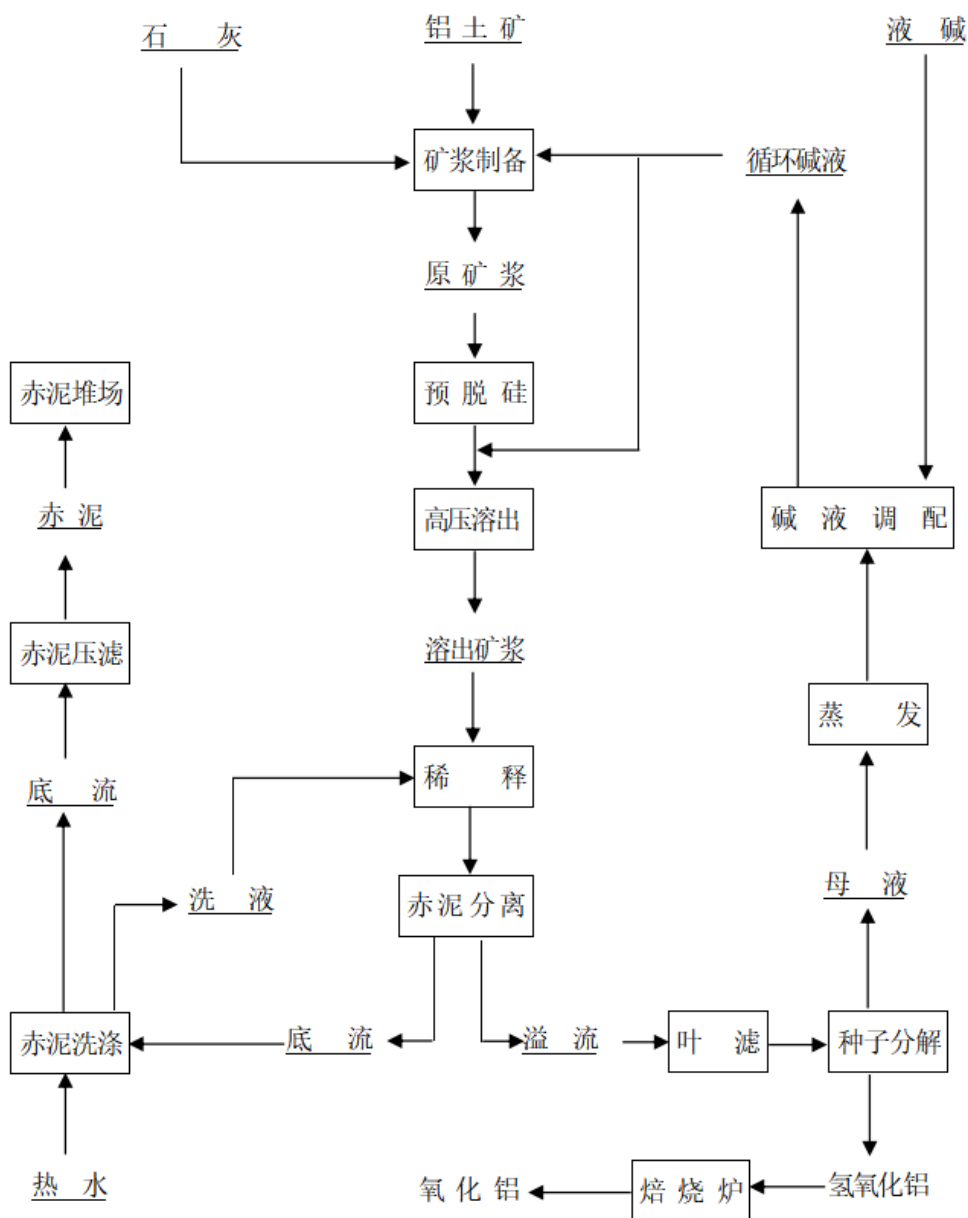 石 灰
铝 土 矿
液 碱
矿浆制备
循环碱液
原 矿 浆
赤泥堆场
预 脱 硅
赤 泥
高压溶出
碱 液 调 配
赤泥压滤
溶出矿浆
蒸 发
底 流
稀 释
洗 液
赤泥分离
母 液
赤泥洗涤
底 流
溢 流
叶 滤
种子分解
热 水
氧 化 铝
焙 烧 炉
氢氧化铝